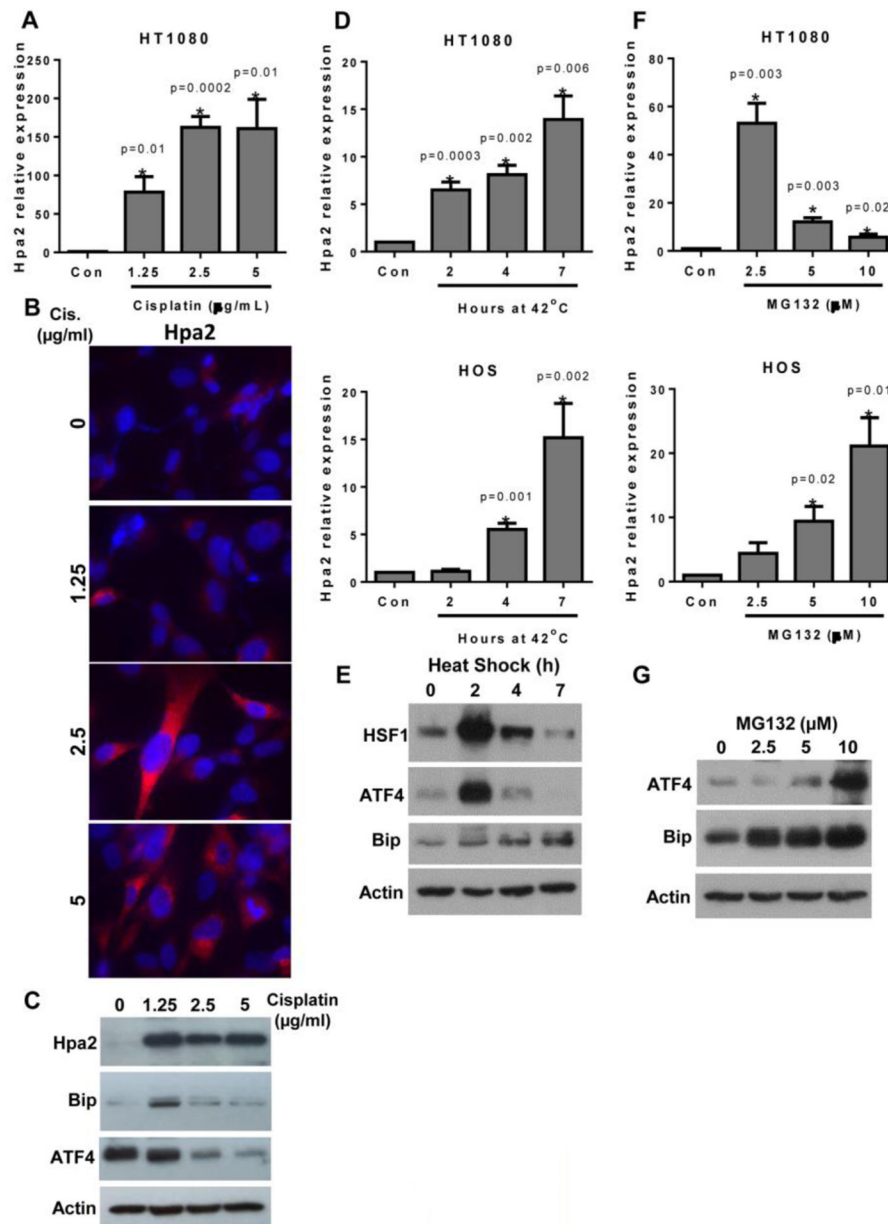 A
HT1080
Hpa2 relative expression
250
200
150
100
50
0
p=0.01
p=0.0002
p=0.01
*
*
*
Con
1.25
2.5
5
Cisplatin (μg/mL)
B
Cis.
(μg/ml)
Hpa2
0
1.25
2.5
5
C
0 1.25 2.5 5 Cisplatin
(μg/ml)
Hpa2
Bip
ATF4
Actin
D
HT1080
Hpa2 relative expression
20
15
10
5
0
p=0.0003
p=0.002
p=0.006
*
*
*
Con
2
4
7
Hours at 42°C
HOS
Hpa2 relative expression
20
15
10
5
0
p=0.001
p=0.002
*
*
Con
2
4
7
Hours at 42°C
E
Heat Shock (h)
0 2 4 7
HSF1
ATF4
Bip
Actin
F
HT1080
Hpa2 relative expression
80
60
40
20
0
p=0.003
p=0.003
p=0.02
*
*
*
Con
2.5
5
10
MG132 (μM)
HOS
Hpa2 relative expression
30
20
10
0
p=0.02
p=0.01
*
*
Con
2.5
5
10
MG132 (μM)
G
MG132 (μM)
0 2.5 5 10
ATF4
Bip
Actin